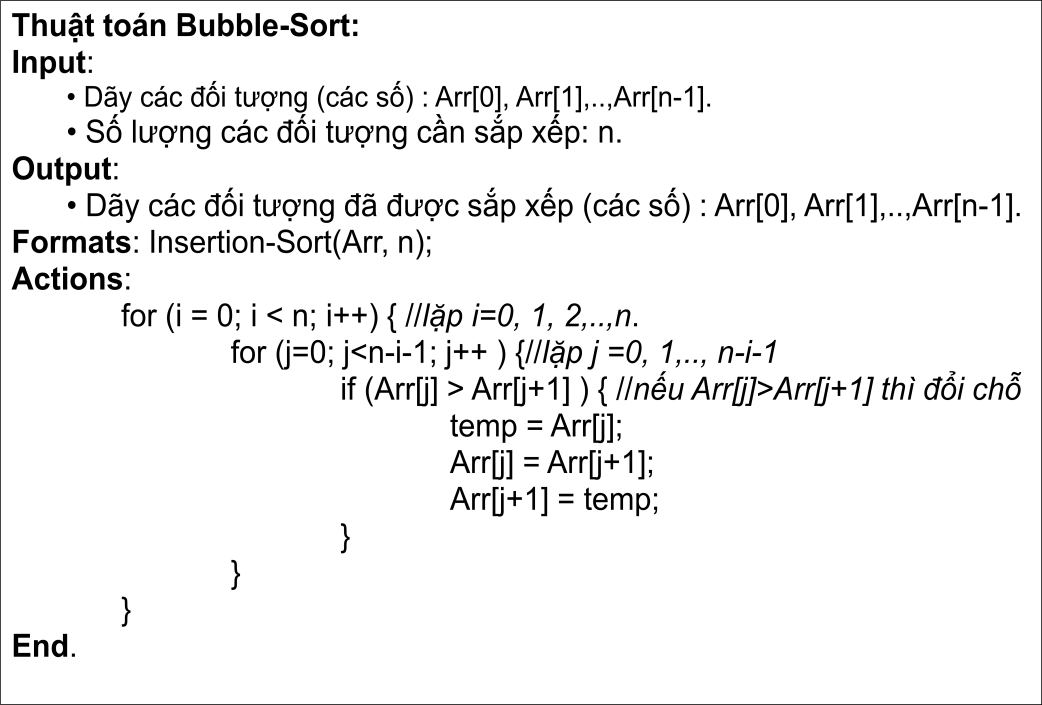 Thuật toán Bubble-Sort:
Input:
• Dãy các đối tượng (các số) : Arr[0], Arr[1],..,Arr[n-1].
• Số lượng các đối tượng cần sắp xếp: n.
Output:
• Dãy các đối tượng đã được sắp xếp (các số) : Arr[0], Arr[1],..,Arr[n-1].
Formats: Insertion-Sort(Arr, n);
Actions:
for (i = 0; i < n; i++) { //lặp i=0, 1, 2,..,n.
for (j=0; j<n-i-1; j++ ) {//lặp j =0, 1,.., n-i-1
if (Arr[j] > Arr[j+1] ) { //nếu Arr[j]>Arr[j+1] thì đổi chỗ
temp = Arr[j];
Arr[j] = Arr[j+1];
Arr[j+1] = temp;
}
}
}
End.